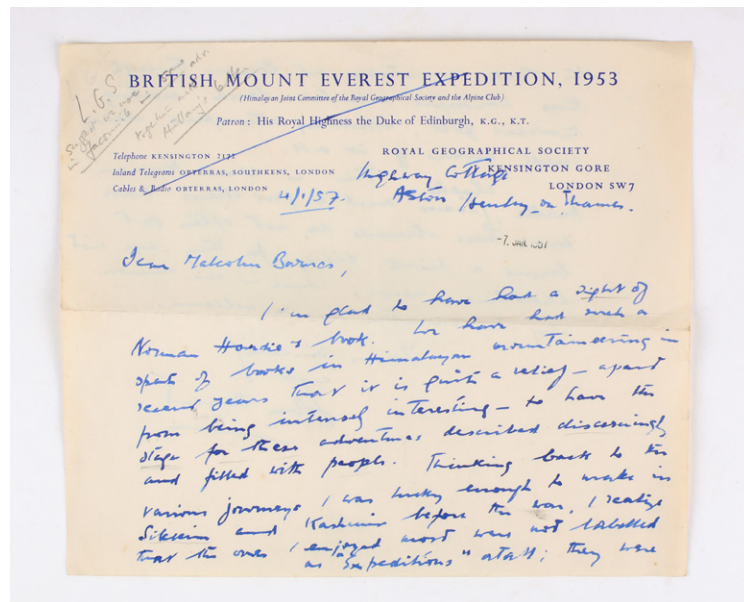 L.G.S
BRITISH MOUNT EVEREST EXPEDITION, 1953
(Himalayan Joint Committee of the Royal Geographical Society and the Alpine Club)
Patron: His Royal Highness the Duke of Edinburgh, K.G., K.T.
Telephone KENSINGTON 2172
Inland Telegrams OBTERRAS, SOUTHKENS, LONDON
Cables & Radio OBTERRAS, LONDON
ROYAL GEOGRAPHICAL SOCIETY
KENSINGTON GORE
LONDON SW7
Highway Cottage
Aston
Henley-on-Thames.
4/1/57.
-7 JAN 1957
Dear Malcolm Barnes,
I'm glad to have had a sight of
Norman Hardie's book. We have had such a
spate of books in Himalayan mountaineering in
recent years that it is quite a relief – apart
from being intensely interesting – to have the
stage for these adventures described discerningly
and filled with people. Thinking back to the
various journeys I was lucky enough to make in
Sikkim and Kashmir before the war, I realize
that the ones I enjoyed most were not labelled
as "Expeditions" at all; they were